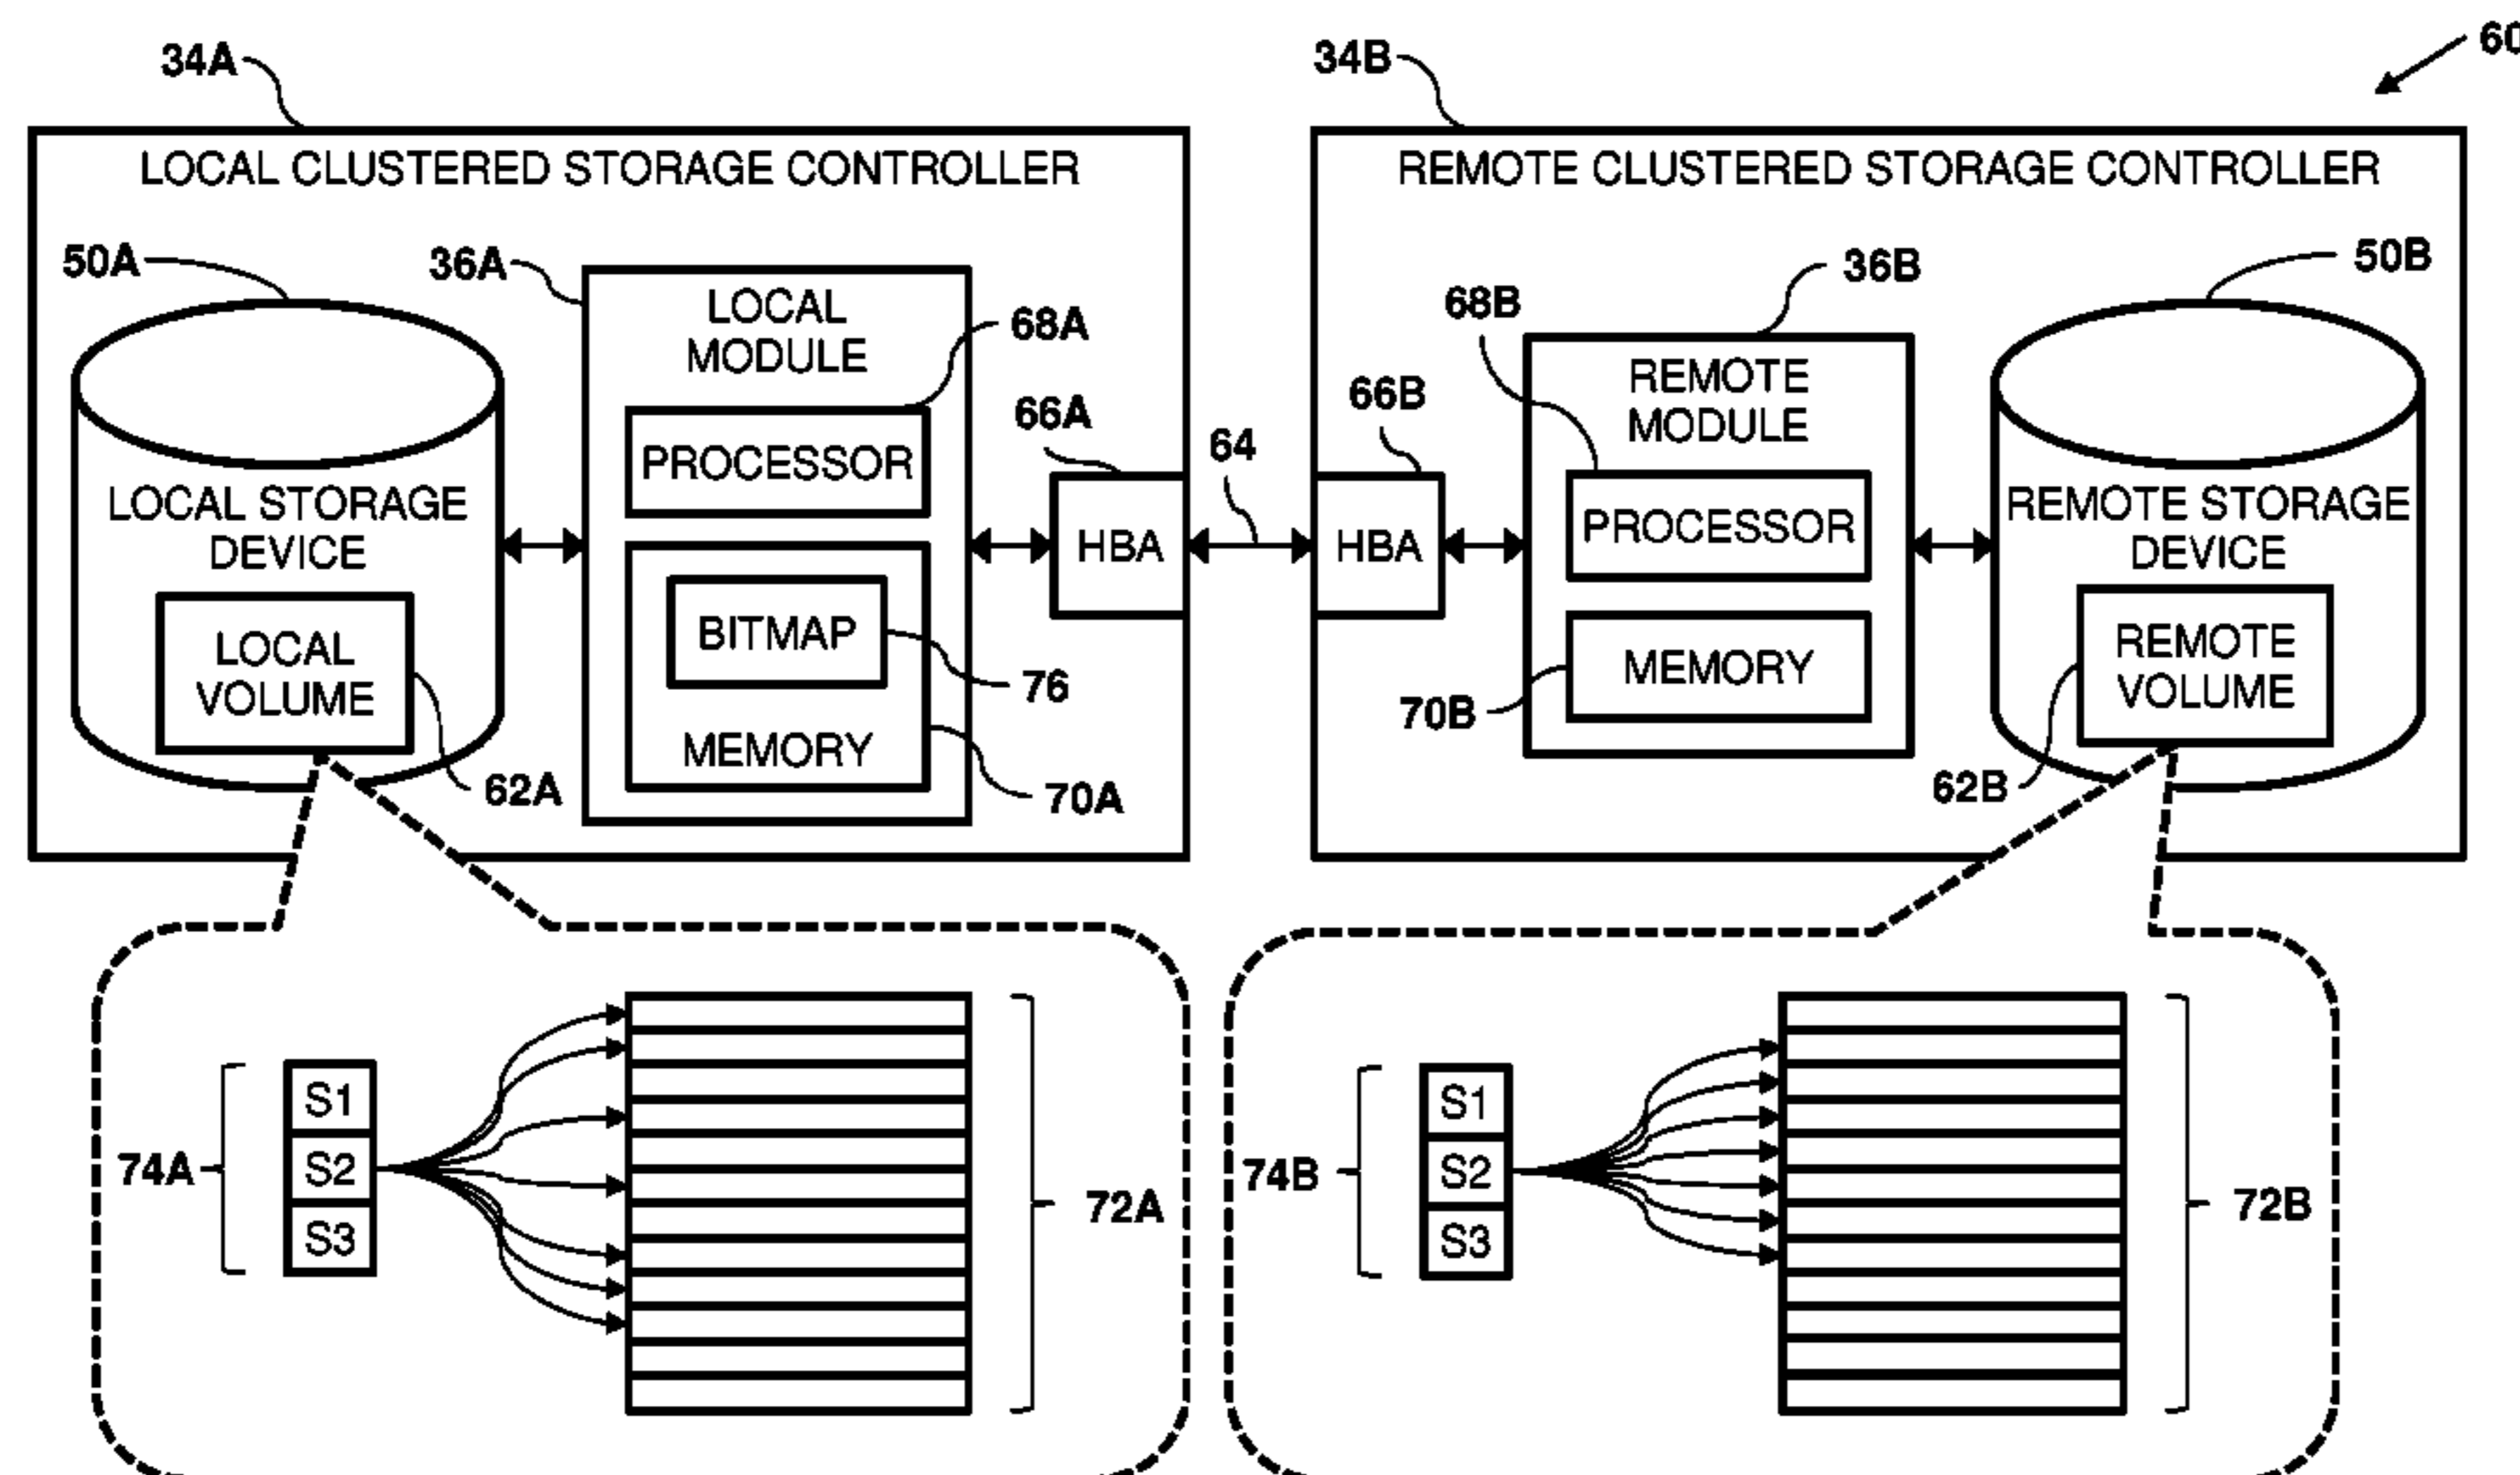 34A
34B
60
LOCAL CLUSTERED STORAGE CONTROLLER
REMOTE CLUSTERED STORAGE CONTROLLER
50A
36A
LOCAL
MODULE
68A
PROCESSOR
66A
64
66B
68B
36B
50B
REMOTE
MODULE
LOCAL STORAGE
DEVICE
HBA
HBA
PROCESSOR
REMOTE STORAGE
DEVICE
LOCAL
VOLUME
BITMAP
76
MEMORY
70A
62A
MEMORY
70B
REMOTE
VOLUME
62B
74A
S1
S2
S3
72A
74B
S1
S2
S3
72B